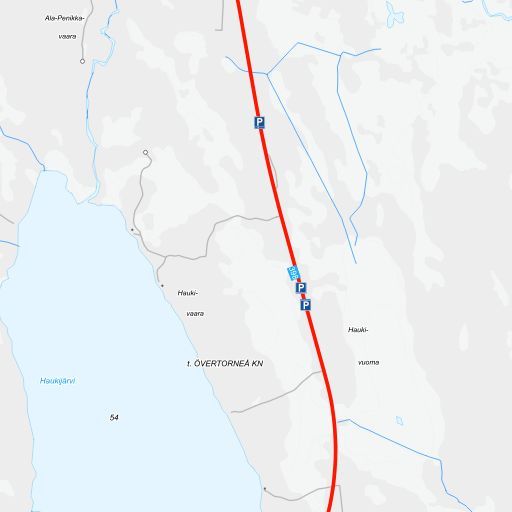 Ala-Penikka-
vaara
P
P
P
Hauki-
vaara
Hauki-
vuoma
t. ÖVERTORNEÅ KN
Haukijärvi
54